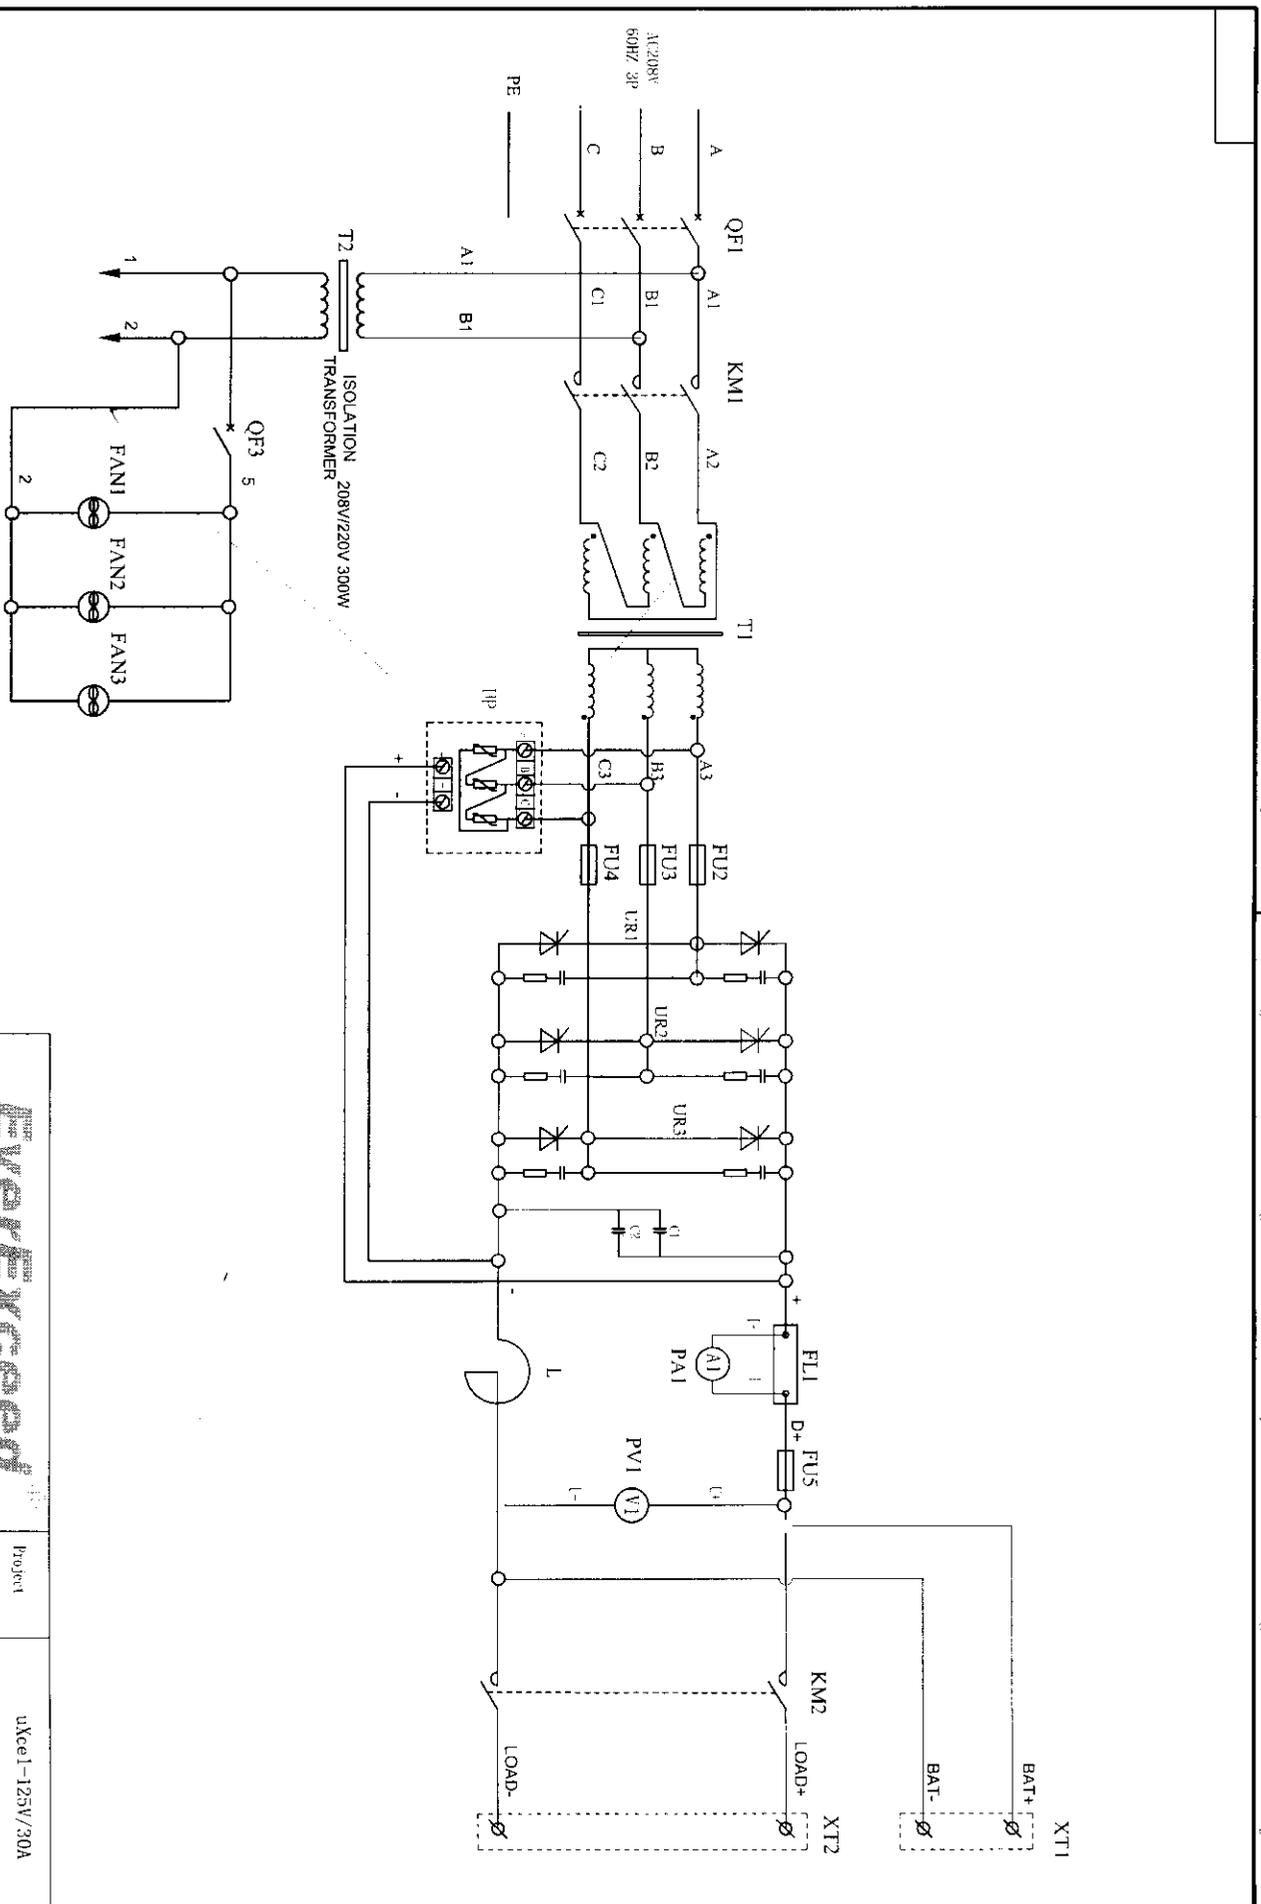 AC208V
60HZ 3P
A
B
C
PE
QF1
A1
B1
C1
A1
B1
T2
ISOLATION
TRANSFORMER
208V/220V 300W
1
2
KM1
A2
B2
C2
T1
QF3
5
2
FAN1
FAN2
FAN3
A3
B3
C3
B
C
+
-
FU2
FU3
FU4
UR1
UR2
UR3
C1
C2
+
-
FL1
A1
PA1
L
D+
FU5
PV1
V1
KM2
LOAD+
LOAD-
XT2
BAT+
BAT-
XT1
EverExceed
Project
uXcel-125V/30A